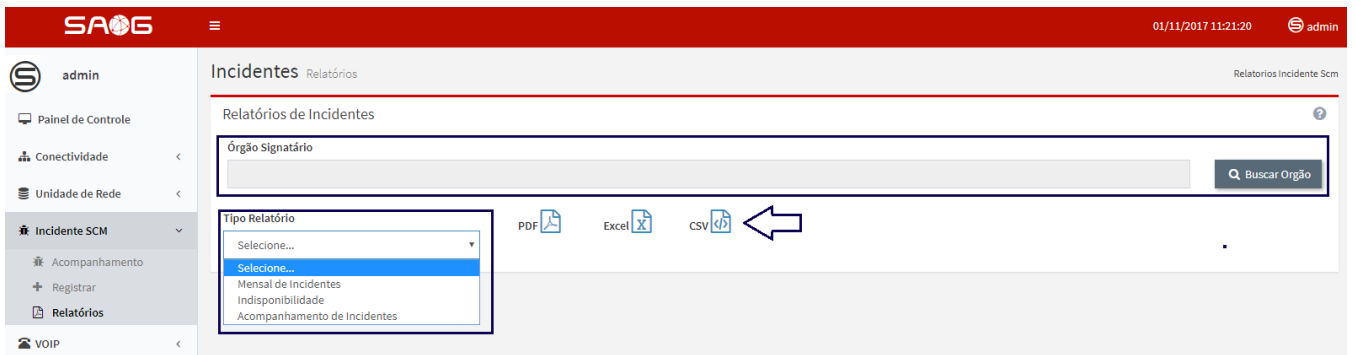 SAOG
01/11/2017 11:21:20 admin
admin
Incidentes Relatórios
Relatorios Incidente Scm
Painel de Controle
Conectividade
Unidade de Rede
Incidente SCM
Acompanhamento
Registrar
Relatórios
VOIP
Relatórios de Incidentes
Órgão Signatário
Buscar Orgão
Tipo Relatório
Selecione...
Selecione...
Mensal de Incidentes
Indisponibilidade
Acompanhamento de Incidentes
PDF Excel CSV